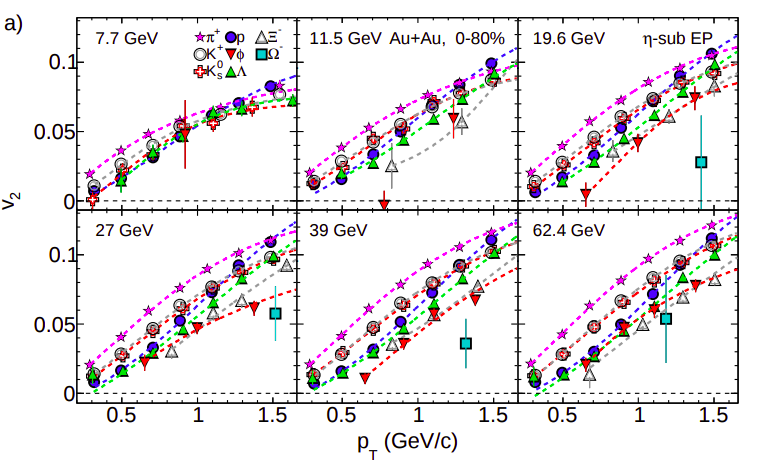 a)
7.7 GeV
π⁺ p Ξ⁻
K⁺ ϕ Ω⁻
K⁰ₛ Λ
11.5 GeV Au+Au, 0-80%
19.6 GeV η-sub EP
0.1
0.05
0
v₂
27 GeV
39 GeV
62.4 GeV
0.1
0.05
0
0.5 1 1.5 0.5 1 1.5 0.5 1 1.5
p_T (GeV/c)